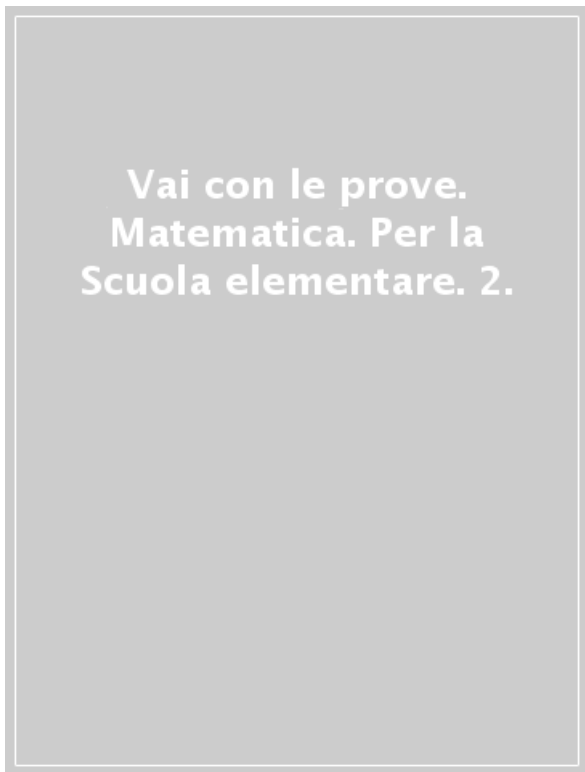 Vai con le prove.
Matematica. Per la
Scuola elementare. 2.